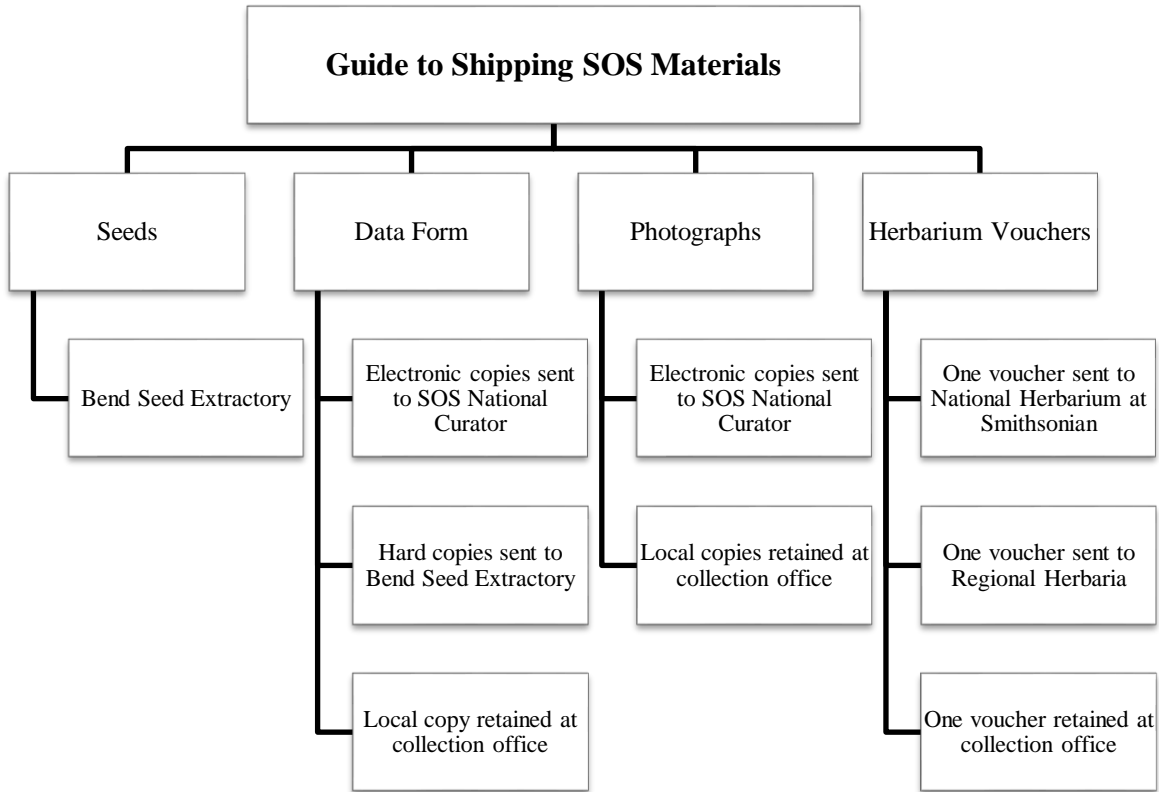 Guide to Shipping SOS Materials
Seeds
Data Form
Photographs
Herbarium Vouchers
Bend Seed Extractory
Electronic copies sent
to SOS National
Curator
Hard copies sent to
Bend Seed Extractory
Local copy retained at
collection office
Electronic copies sent
to SOS National
Curator
Local copies retained at
collection office
One voucher sent to
National Herbarium at
Smithsonian
One voucher sent to
Regional Herbaria
One voucher retained at
collection office